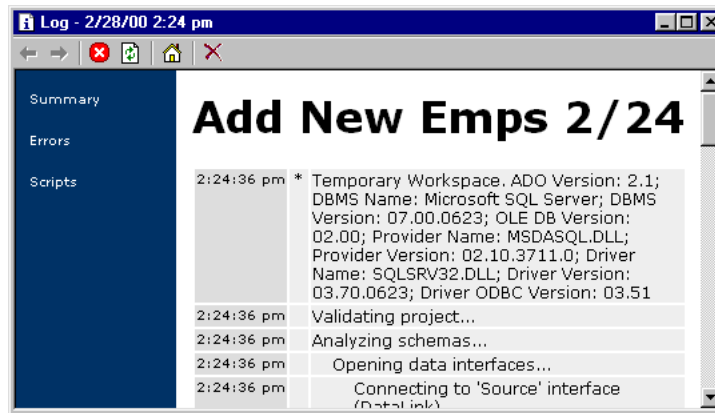 Log - 2/28/00 2:24 pm
Summary
Errors
Scripts
Add New Emps 2/24
2:24:36 pm * Temporary Workspace. ADO Version: 2.1;
DBMS Name: Microsoft SQL Server; DBMS
Version: 07.00.0623; OLE DB Version:
02.00; Provider Name: MSDASQL.DLL;
Provider Version: 02.10.3711.0; Driver
Name: SQLSRV32.DLL; Driver Version:
03.70.0623; Driver ODBC Version: 03.51
2:24:36 pm Validating project...
2:24:36 pm Analyzing schemas...
2:24:36 pm Opening data interfaces...
2:24:36 pm Connecting to 'Source' interface
(DataLink)